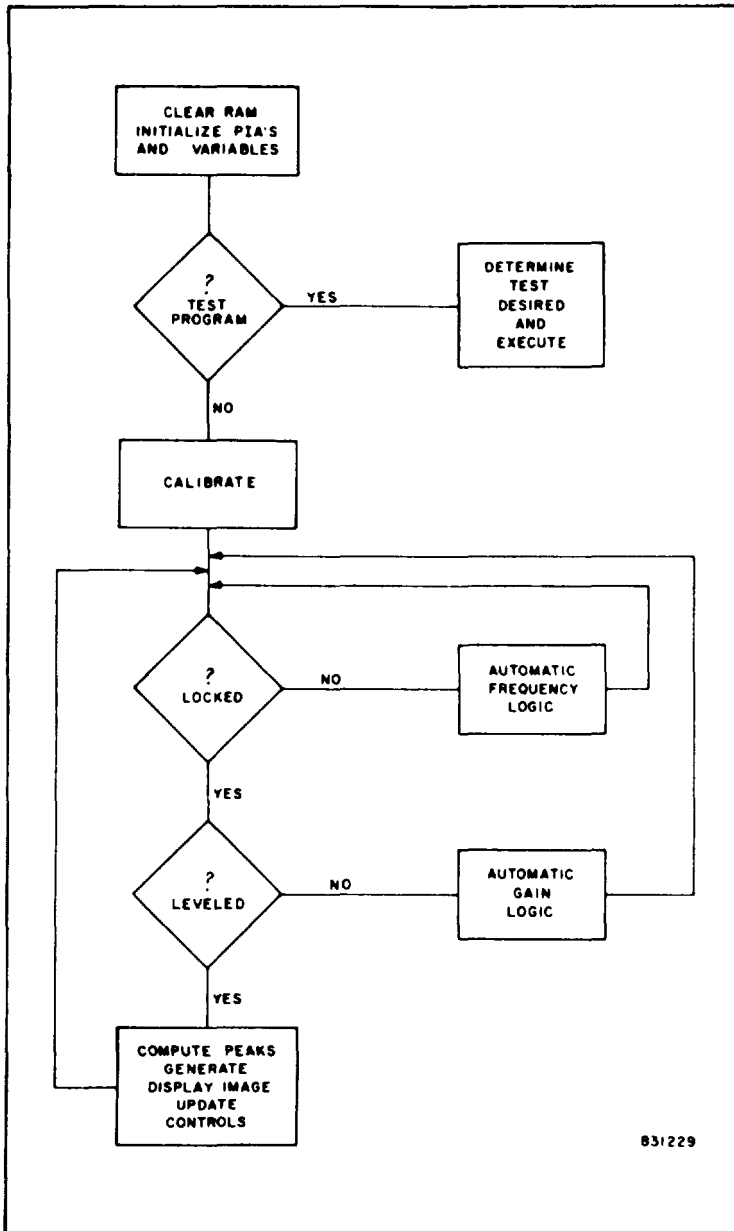 CLEAR RAM
INITIALIZE PIA'S
AND VARIABLES
?
TEST
PROGRAM
YES
DETERMINE
TEST
DESIRED
AND
EXECUTE
NO
CALIBRATE
?
LOCKED
NO
AUTOMATIC
FREQUENCY
LOGIC
YES
?
LEVELED
NO
AUTOMATIC
GAIN
LOGIC
YES
COMPUTE PEAKS
GENERATE
DISPLAY IMAGE
UPDATE
CONTROLS
831229